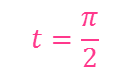 t = π/2